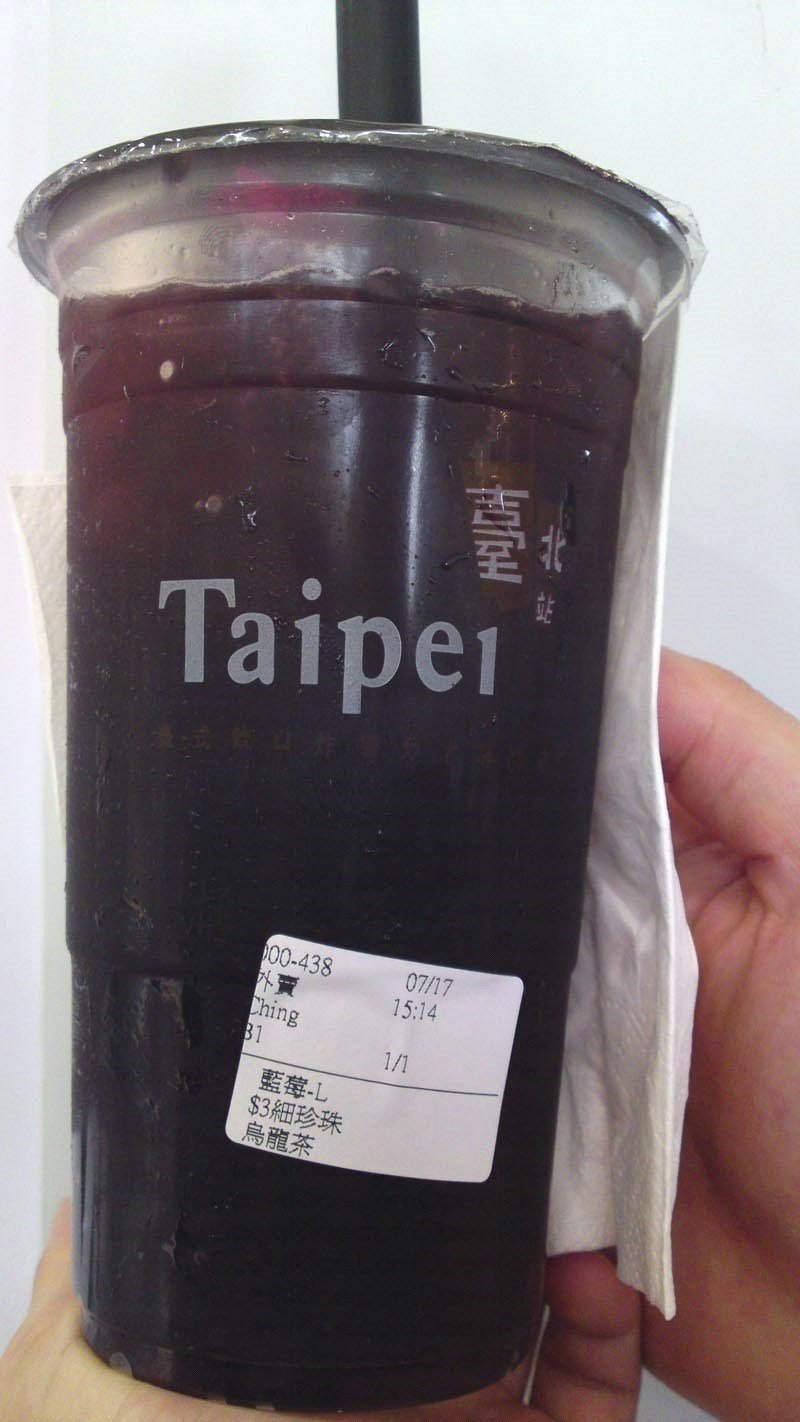 臺北站
Taipei
000-438 07/17
外賣 15:14
Ching
31
1/1
藍莓-L
$3細珍珠
烏龍茶